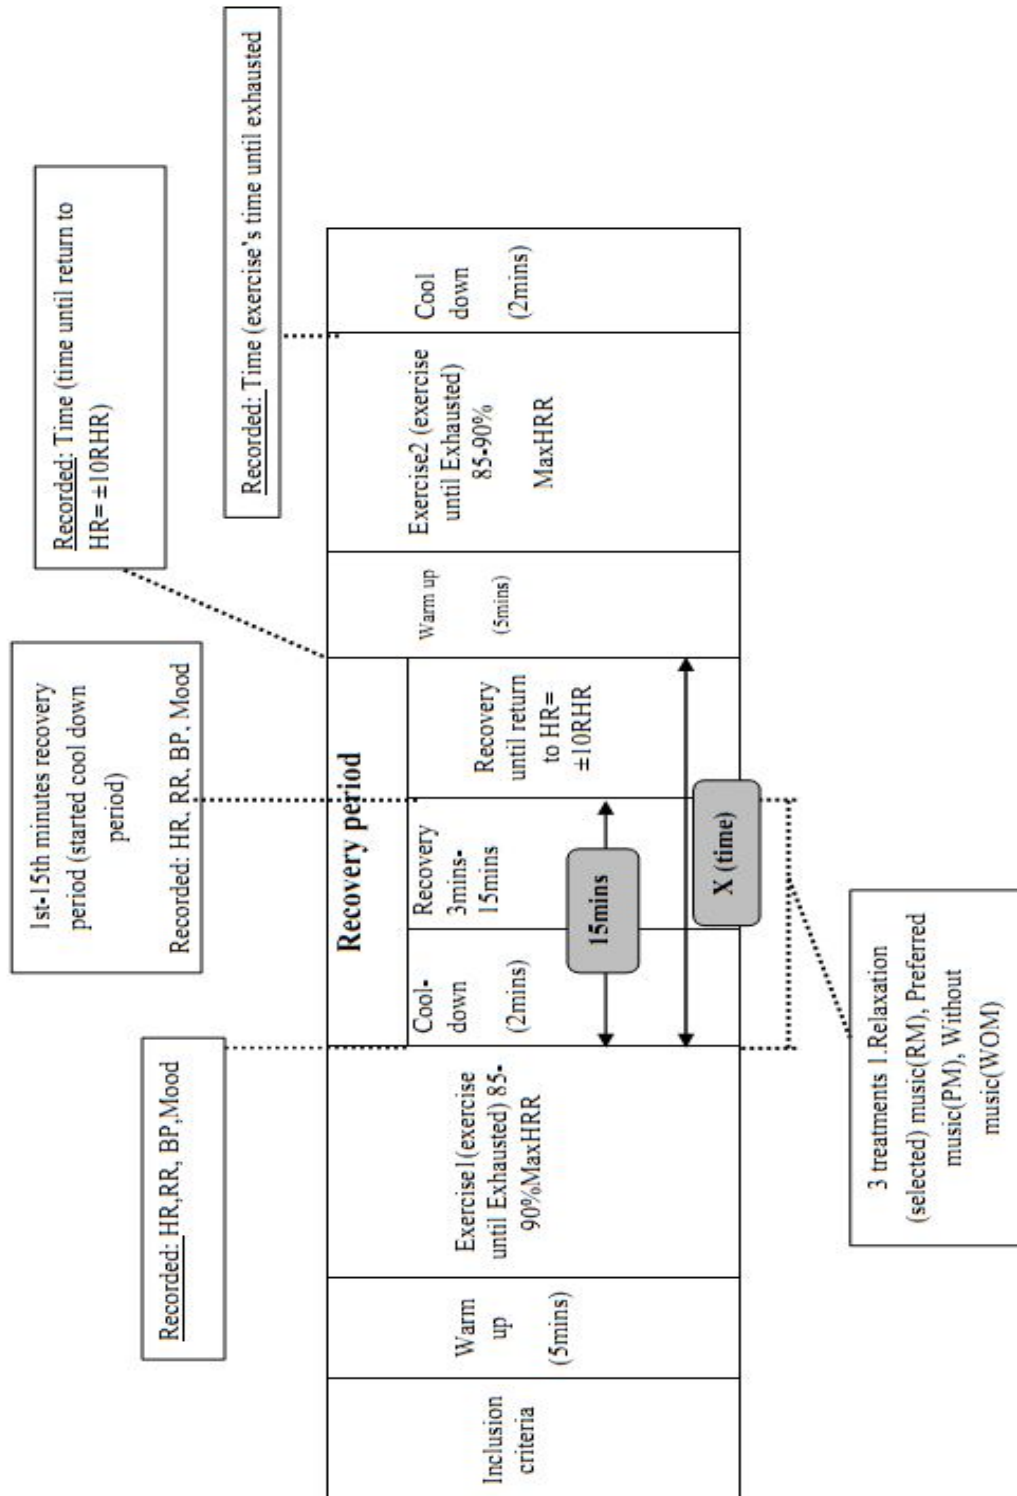 Recorded: HR,RR, BP,Mood
1st-15th minutes recovery
period (started cool down
period)
Recorded: HR, RR, BP, Mood
Recorded: Time (time until return to
HR= ±10RHR)
Recorded: Time (exercise's time until exhausted
Inclusion
criteria
Warm
up
(5mins)
Exercise1(exercise
until Exhausted) 85-
90%MaxHRR
Recovery period
Cool-
down
(2mins)
Recovery
3mins-
15mins
Recovery
until return
to HR=
±10RHR
15mins
X (time)
Warm up
(5mins)
Exercise2 (exercise
until Exhausted)
85-90%
MaxHRR
Cool
down
(2mins)
3 treatments 1.Relaxation
(selected) music(RM), Preferred
music(PM), Without
music(WOM)